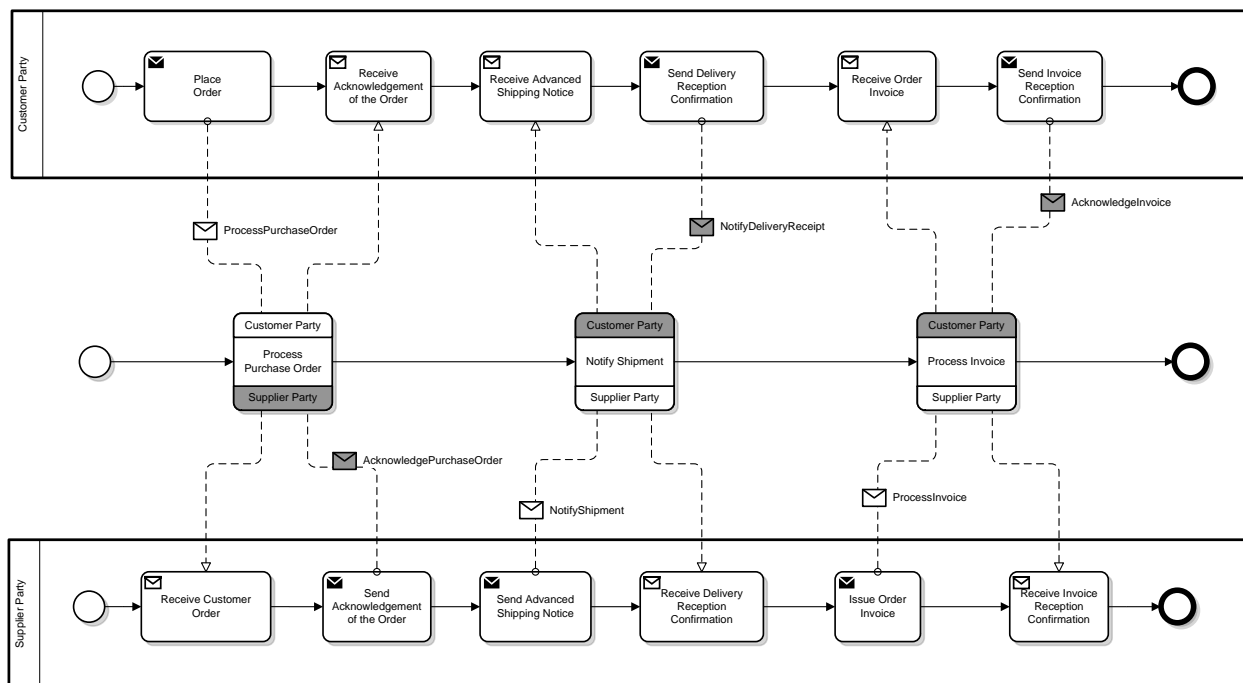 Customer Party
Place
Order
Receive
Acknowledgement
of the Order
Receive Advanced
Shipping Notice
Send Delivery
Reception
Confirmation
Receive Order
Invoice
Send Invoice
Reception
Confirmation
ProcessPurchaseOrder
NotifyDeliveryReceipt
AcknowledgeInvoice
Customer Party
Process
Purchase Order
Supplier Party
Customer Party
Notify Shipment
Supplier Party
Customer Party
Process Invoice
Supplier Party
AcknowledgePurchaseOrder
NotifyShipment
ProcessInvoice
Supplier Party
Receive Customer
Order
Send
Acknowledgement
of the Order
Send Advanced
Shipping Notice
Receive Delivery
Reception
Confirmation
Issue Order
Invoice
Receive Invoice
Reception
Confirmation